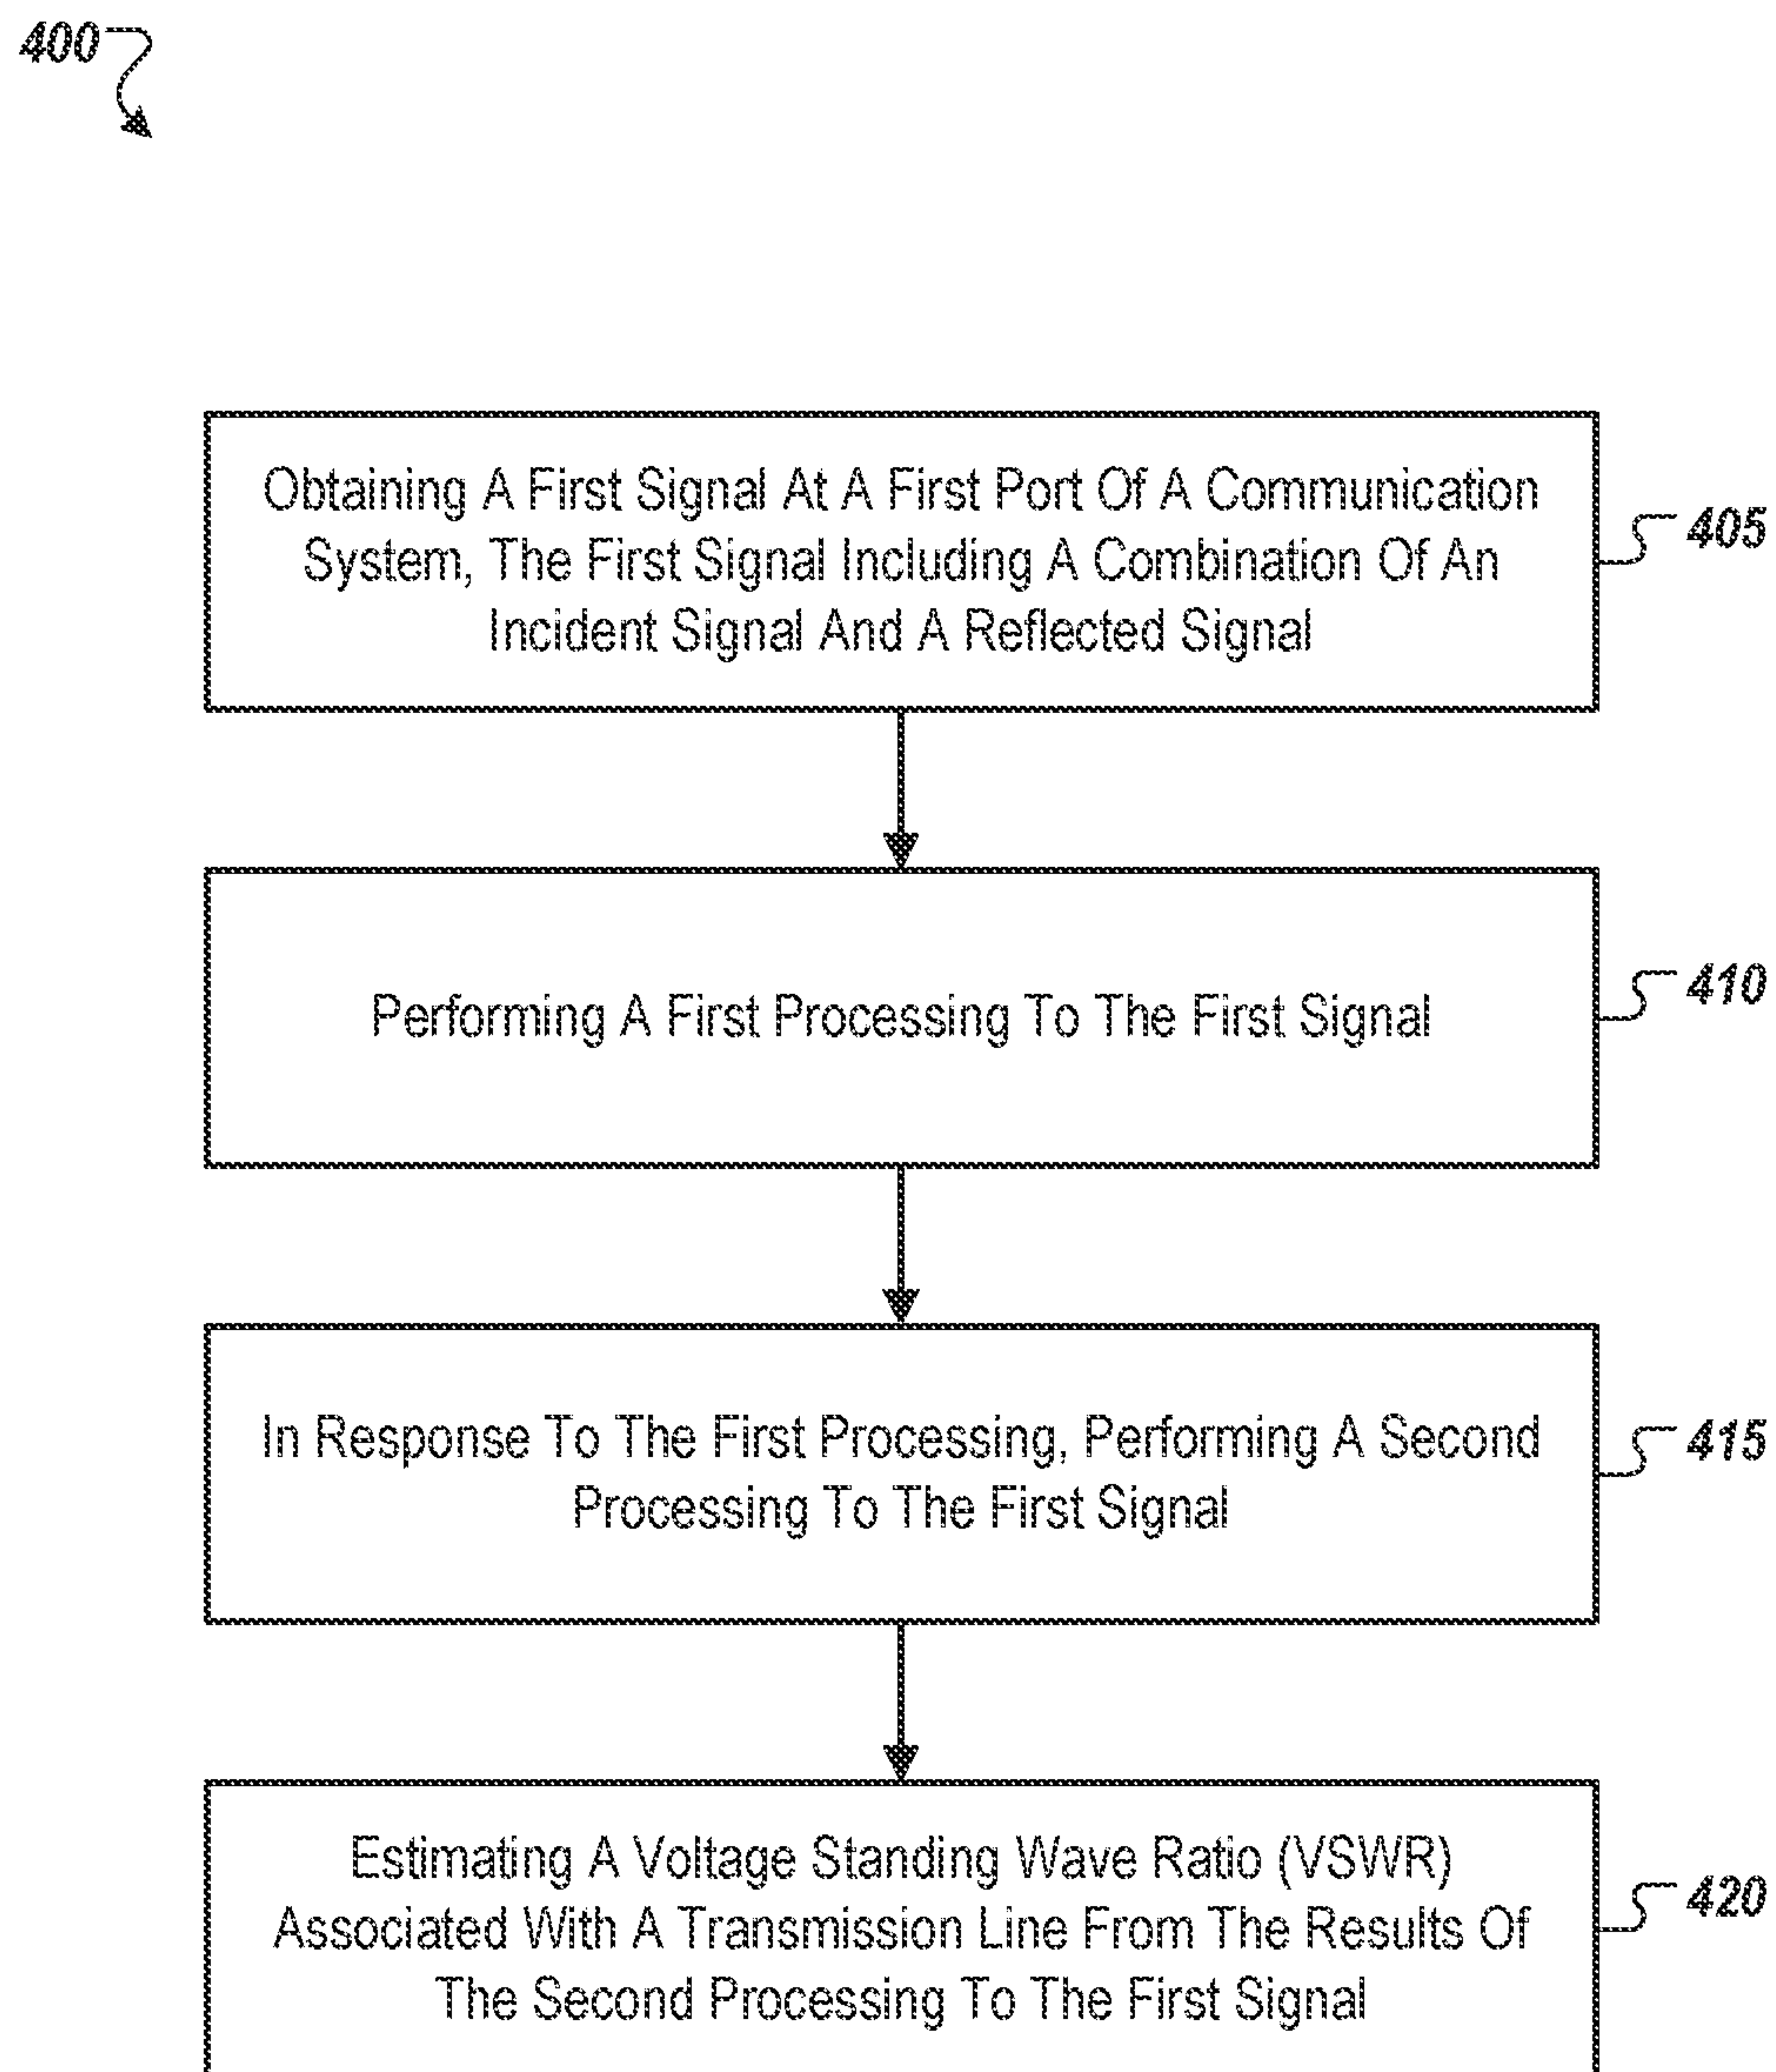 400
Obtaining A First Signal At A First Port Of A Communication
System, The First Signal Including A Combination Of An
Incident Signal And A Reflected Signal
405
Performing A First Processing To The First Signal
410
In Response To The First Processing, Performing A Second
Processing To The First Signal
415
Estimating A Voltage Standing Wave Ratio (VSWR)
Associated With A Transmission Line From The Results Of
The Second Processing To The First Signal
420